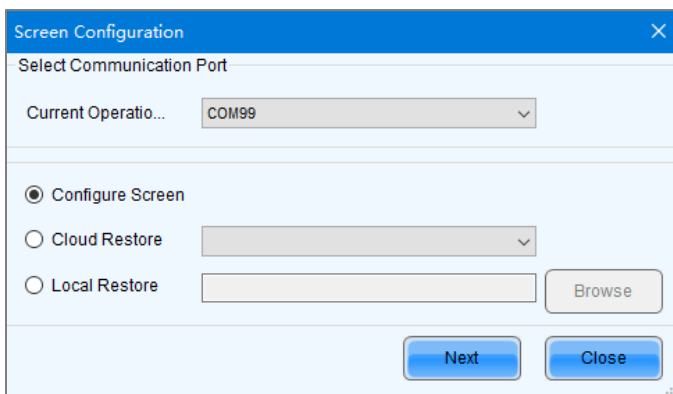 Screen Configuration
Select Communication Port
Current Operatio... COM99
Configure Screen
Cloud Restore
Local Restore Browse
Next Close